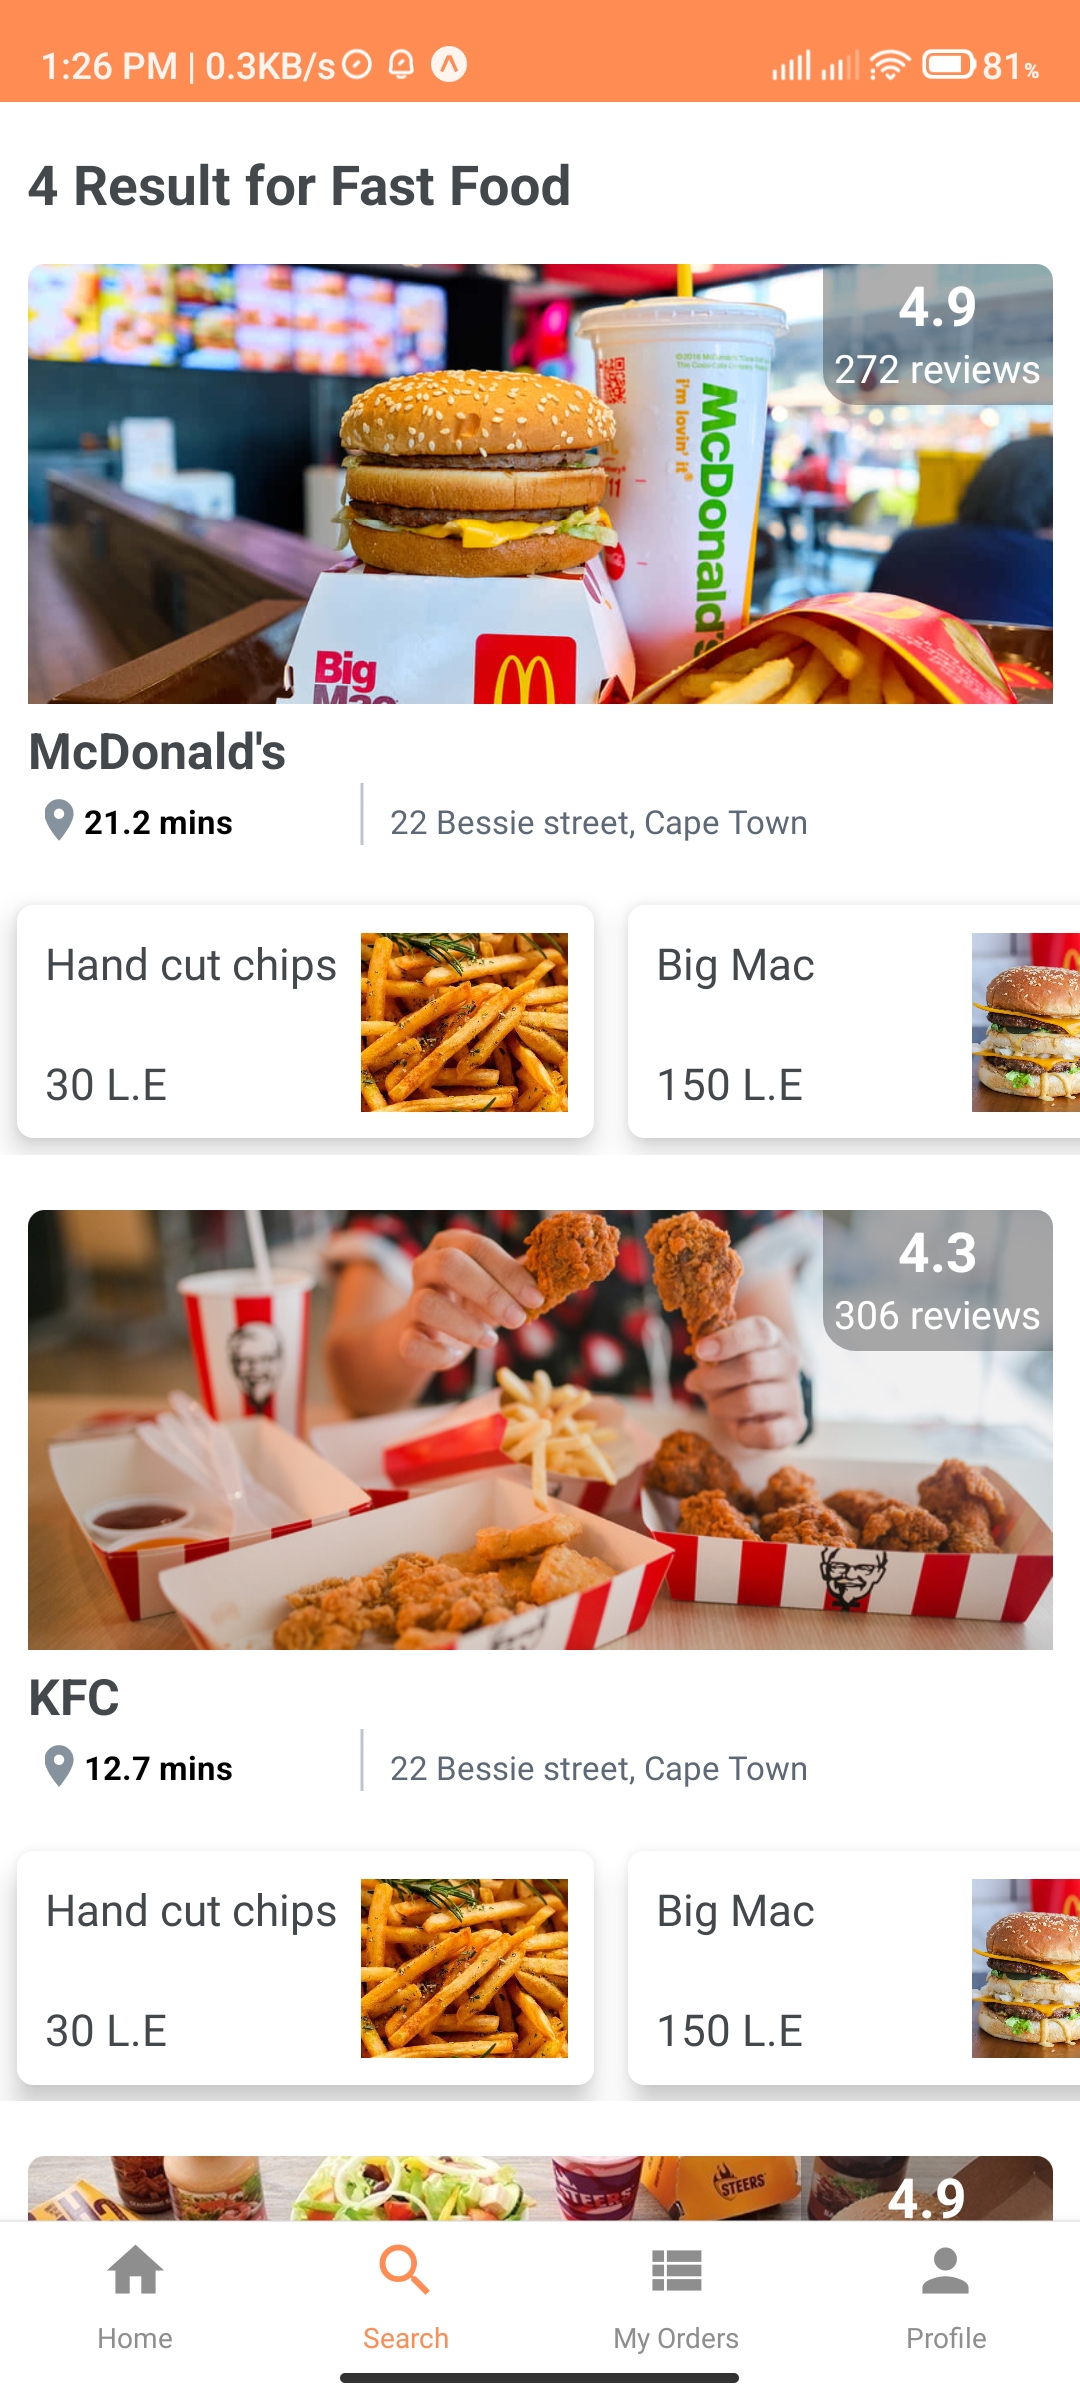 1:26 PM | 0.3KB/s
81%
4 Result for Fast Food
4.9
272 reviews
McDonald's
i'm lovin' it
Big
Mac
McDonald's
21.2 mins
22 Bessie street, Cape Town
Hand cut chips
30 L.E
Big Mac
150 L.E
4.3
306 reviews
KFC
12.7 mins
22 Bessie street, Cape Town
Hand cut chips
30 L.E
Big Mac
150 L.E
STEERS
STEERS
4.9
Home
Search
My Orders
Profile